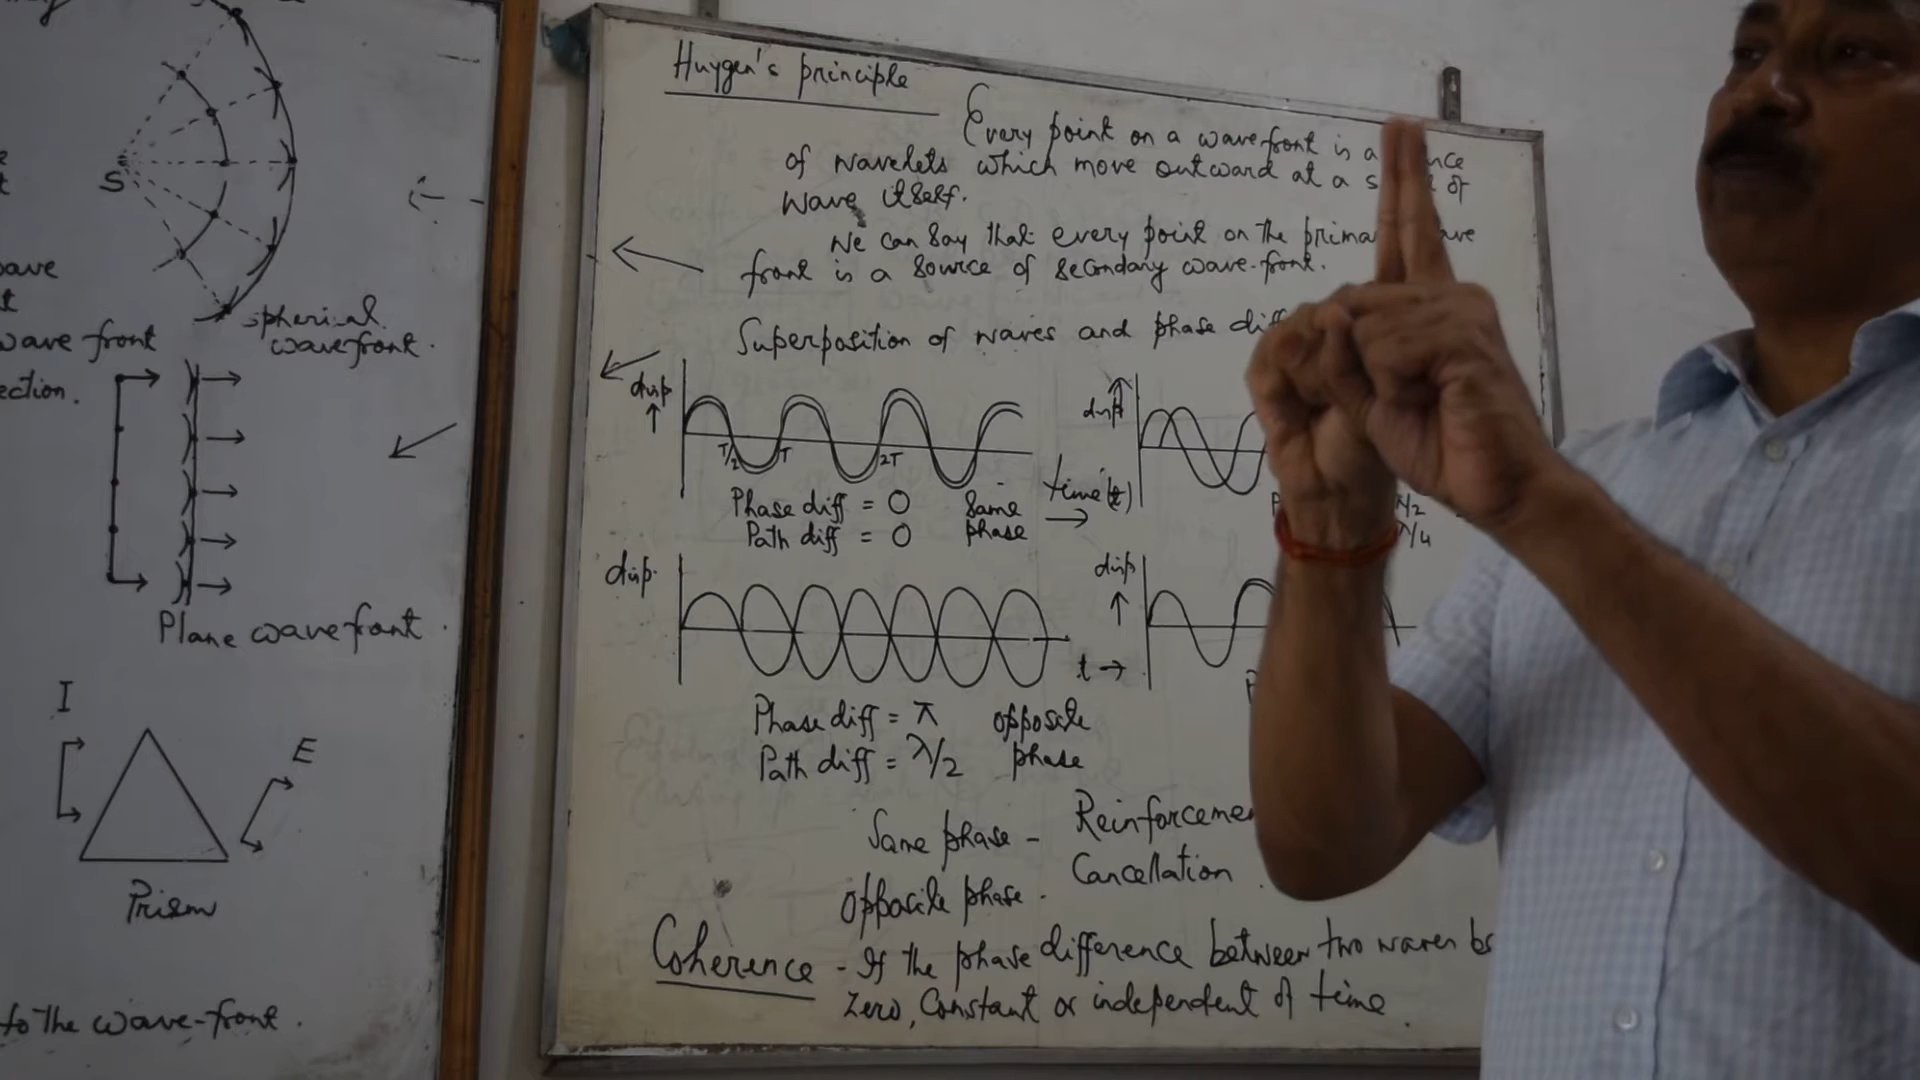 S
spherical
wavefront.
wave
wave front
ection.
Plane wavefront.
I
E
Prism
to the wave-front.
Huygen's principle
Every point on a wavefront is a
of wavelets which move outward at a of
wave itself.
We can say that every point on the
front is a source of secondary wave-front.
Superposition of waves and phase diff
disp
T/2 T 2T
time(t)
Phase diff = 0 Same
Path diff = 0 phase
disp
λ/4
disp.
t →
Phase diff = π opposite
Path diff = λ/2 phase
disp
Same phase - Reinforcemen
Opposite phase. Cancellation.
Coherence - If the phase difference between two waves be
Zero, Constant or independent of time.